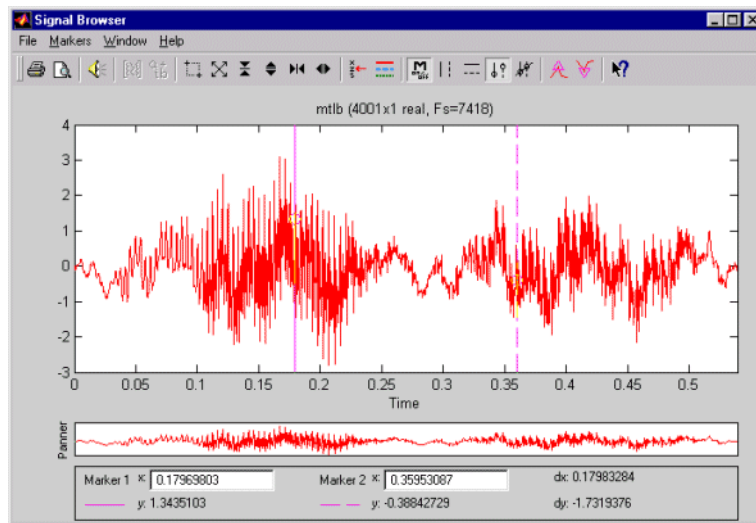 Signal Browser
File Markers Window Help
mtlb (4001x1 real, Fs=7418)
4
3
2
1
0
-1
-2
-3
0 0.05 0.1 0.15 0.2 0.25 0.3 0.35 0.4 0.45 0.5
Time
Panner
Marker 1 x: 0.17969803 Marker 2 x: 0.35953087 dx: 0.17983284
y: 1.3435103 y: -0.38842729 dy: -1.7319376